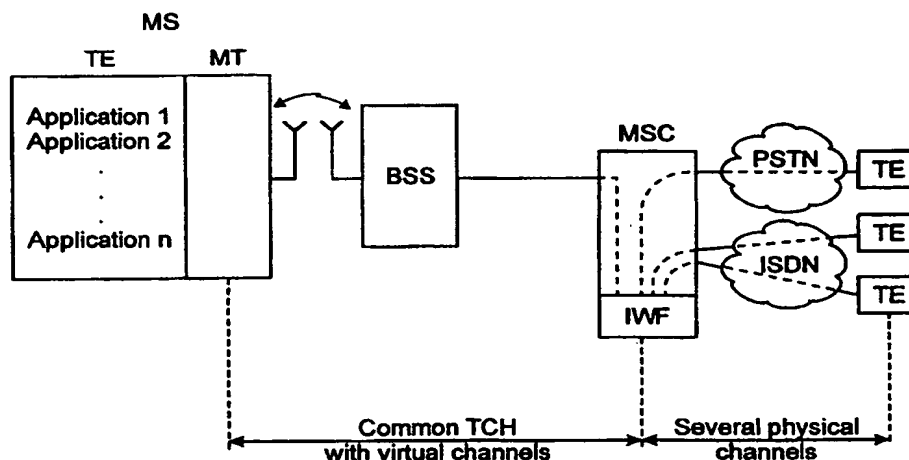 MS
TE MT
Application 1
Application 2
.
.
.
Application n
BSS
MSC
IWF
PSTN
TE
TE
ISDN
TE
Common TCH
with virtual channels
Several physical
channels